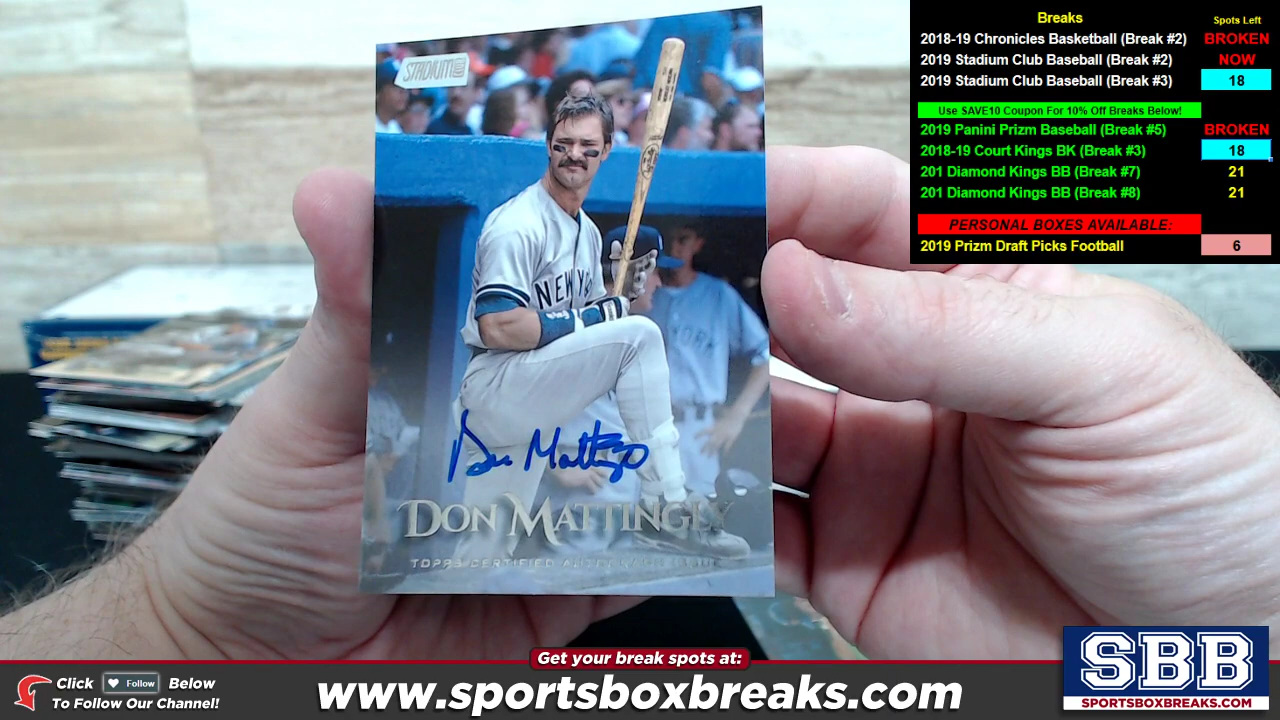 STADIUM
NEW YO
YORK
Don Mattingly
DON MATTINGLY
TOPPS CERTIFIED AUTOGRAPH ISSUE
Breaks
Spots Left
2018-19 Chronicles Basketball (Break #2) BROKEN
2019 Stadium Club Baseball (Break #2) NOW
2019 Stadium Club Baseball (Break #3) 18
Use SAVE10 Coupon For 10% Off Breaks Below!
2019 Panini Prizm Baseball (Break #5) BROKEN
2018-19 Court Kings BK (Break #3) 18
201 Diamond Kings BB (Break #7) 21
201 Diamond Kings BB (Break #8) 21
PERSONAL BOXES AVAILABLE:
2019 Prizm Draft Picks Football 6
Get your break spots at:
Click Follow Below
To Follow Our Channel!
www.sportsboxbreaks.com
SBB
SPORTSBOXBREAKS.COM